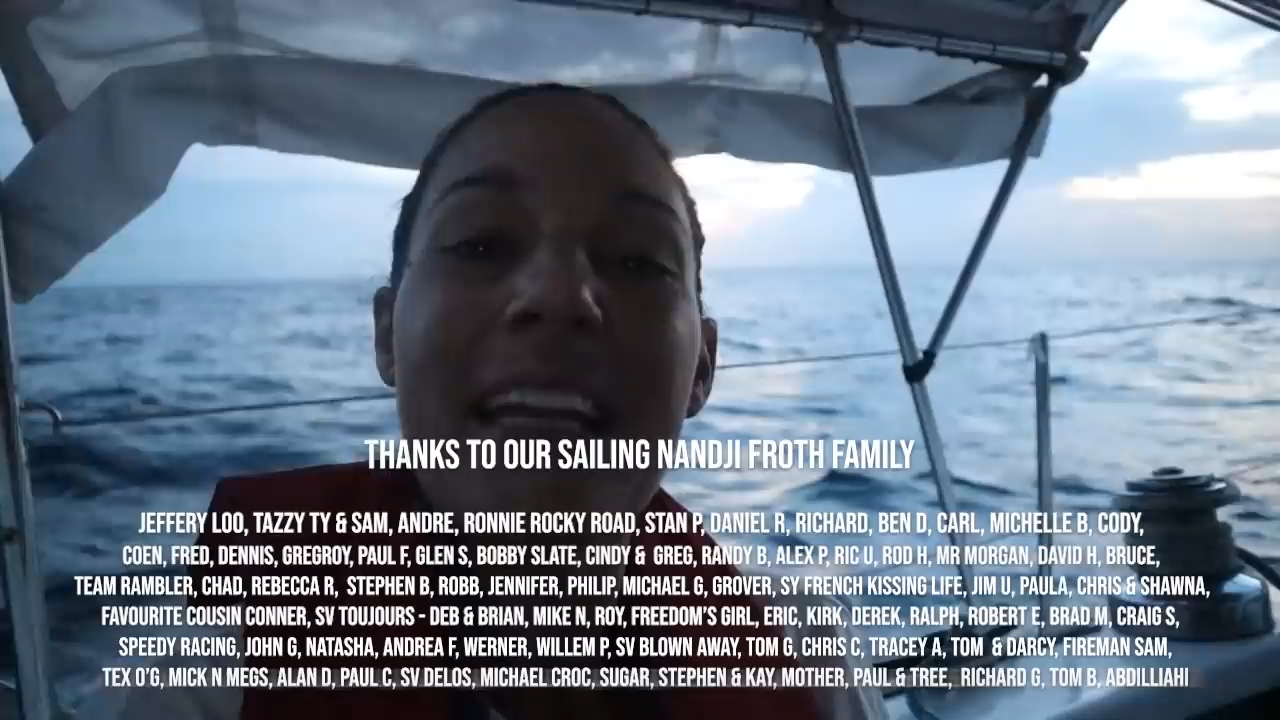 THANKS TO OUR SAILING NANDJI FROTH FAMILY
JEFFERY LOO, TAZZY TY & SAM, ANDRE, RONNIE ROCKY ROAD, STAN P, DANIEL R, RICHARD, BEN D, CARL, MICHELLE B, CODY,
COEN, FRED, DENNIS, GREGROY, PAUL F, GLEN S, BOBBY SLATE, CINDY & GREG, RANDY B, ALEX P, RIC U, ROD H, MR MORGAN, DAVID H, BRUCE,
TEAM RAMBLER, CHAD, REBECCA R, STEPHEN B, ROBB, JENNIFER, PHILIP, MICHAEL G, GROVER, SY FRENCH KISSING LIFE, JIM U, PAULA, CHRIS & SHAWNA,
FAVOURITE COUSIN CONNER, SV TOUJOURS - DEB & BRIAN, MIKE N, ROY, FREEDOM'S GIRL, ERIC, KIRK, DEREK, RALPH, ROBERT E, BRAD M, CRAIG S,
SPEEDY RACING, JOHN G, NATASHA, ANDREA F, WERNER, WILLEM P, SV BLOWN AWAY, TOM G, CHRIS C, TRACEY A, TOM & DARCY, FIREMAN SAM,
TEX O'G, MICK N MEGS, ALAN D, PAUL C, SV DELOS, MICHAEL CROC, SUGAR, STEPHEN & KAY, MOTHER, PAUL & TREE, RICHARD G, TOM B, ABDILLIAHI